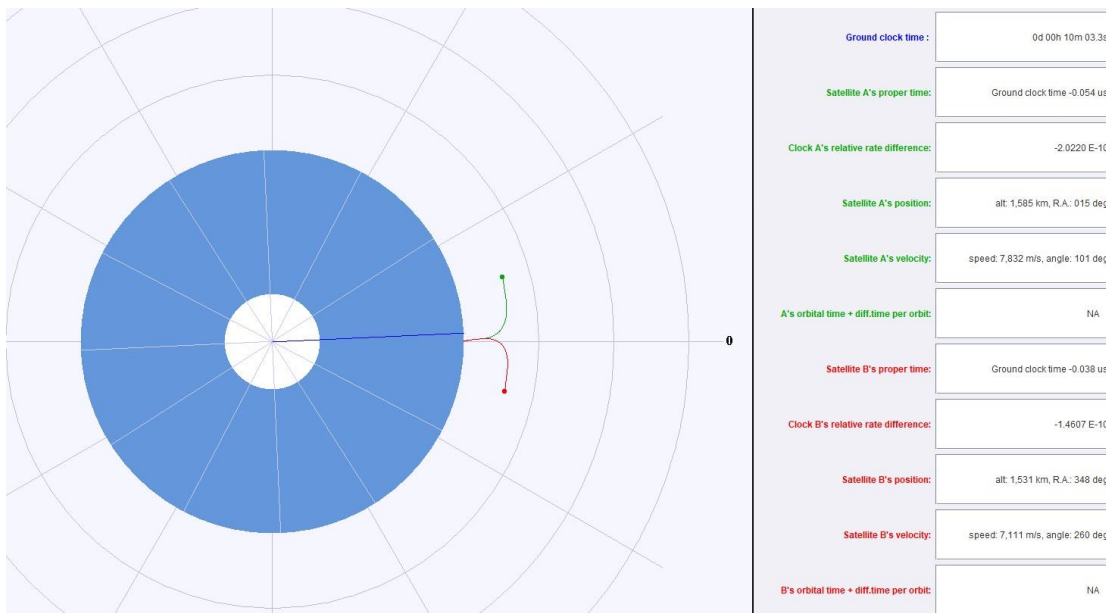 Ground clock time :
0d 00h 10m 03.3s
Satellite A's proper time:
Ground clock time -0.054 us
Clock A's relative rate difference:
-2.0220 E-10
Satellite A's position:
alt: 1,585 km, R.A.: 015 deg
Satellite A's velocity:
speed: 7,832 m/s, angle: 101 deg
A's orbital time + diff.time per orbit:
NA
0
Satellite B's proper time:
Ground clock time -0.038 us
Clock B's relative rate difference:
-1.4607 E-10
Satellite B's position:
alt: 1,531 km, R.A.: 348 deg
Satellite B's velocity:
speed: 7,111 m/s, angle: 260 deg
B's orbital time + diff.time per orbit:
NA